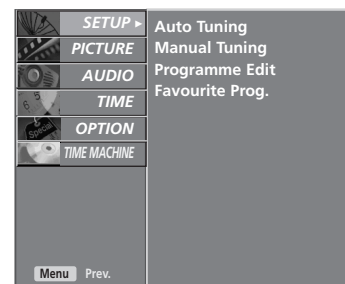 SETUP
PICTURE
AUDIO
TIME
OPTION
TIME MACHINE
Auto Tuning
Manual Tuning
Programme Edit
Favourite Prog.
Menu Prev.